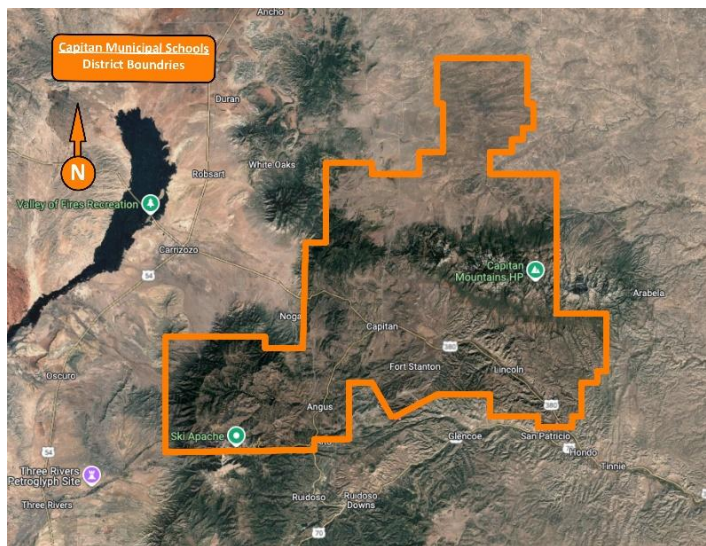 Ancho
Capitan Municipal Schools
District Boundries
Duran
N
White Oaks
Robsart
Valley of Fires Recreation
Carrizozo
54
Capitan
Mountains HP
Arabela
Noga
Capitan
380
Oscuro
Fort Stanton
Lincoln
380
Angus
Ski Apache
Glencoe
San Patricio
54
Hondo
Three Rivers
Petroglyph Site
Tinnie
Ruidoso
Ruidoso
Downs
Three Rivers
70